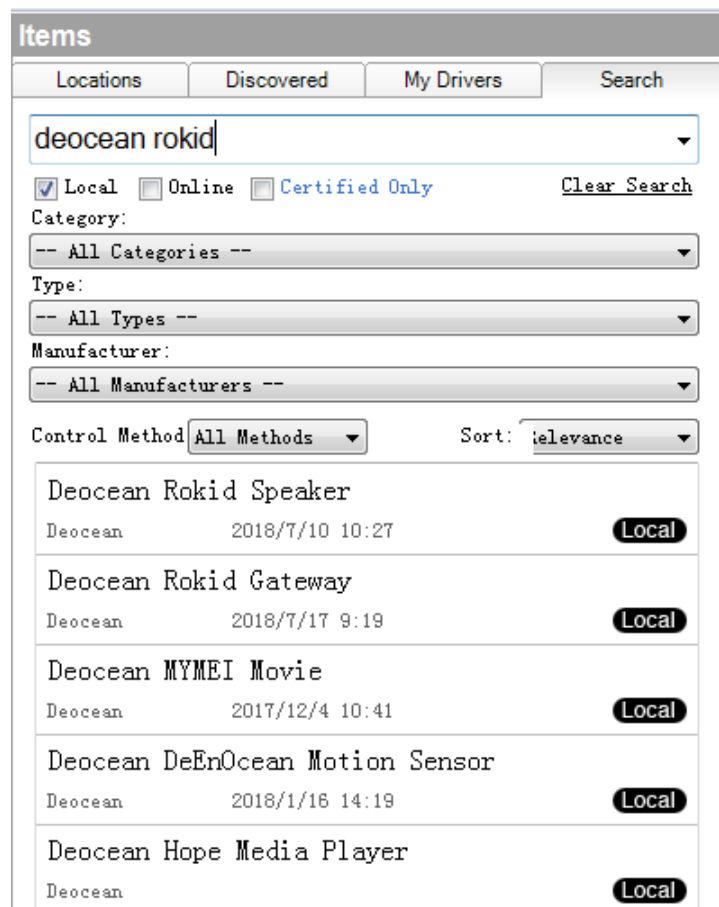 Items
Locations Discovered My Drivers Search
deocean rokid
Local Online Certified Only Clear Search
Category:
-- All Categories --
Type:
-- All Types --
Manufacturer:
-- All Manufacturers --
Control Method All Methods Sort: elevance
Deocean Rokid Speaker
Deocean 2018/7/10 10:27 Local
Deocean Rokid Gateway
Deocean 2018/7/17 9:19 Local
Deocean MYMEI Movie
Deocean 2017/12/4 10:41 Local
Deocean DeEnOcean Motion Sensor
Deocean 2018/1/16 14:19 Local
Deocean Hope Media Player
Deocean Local